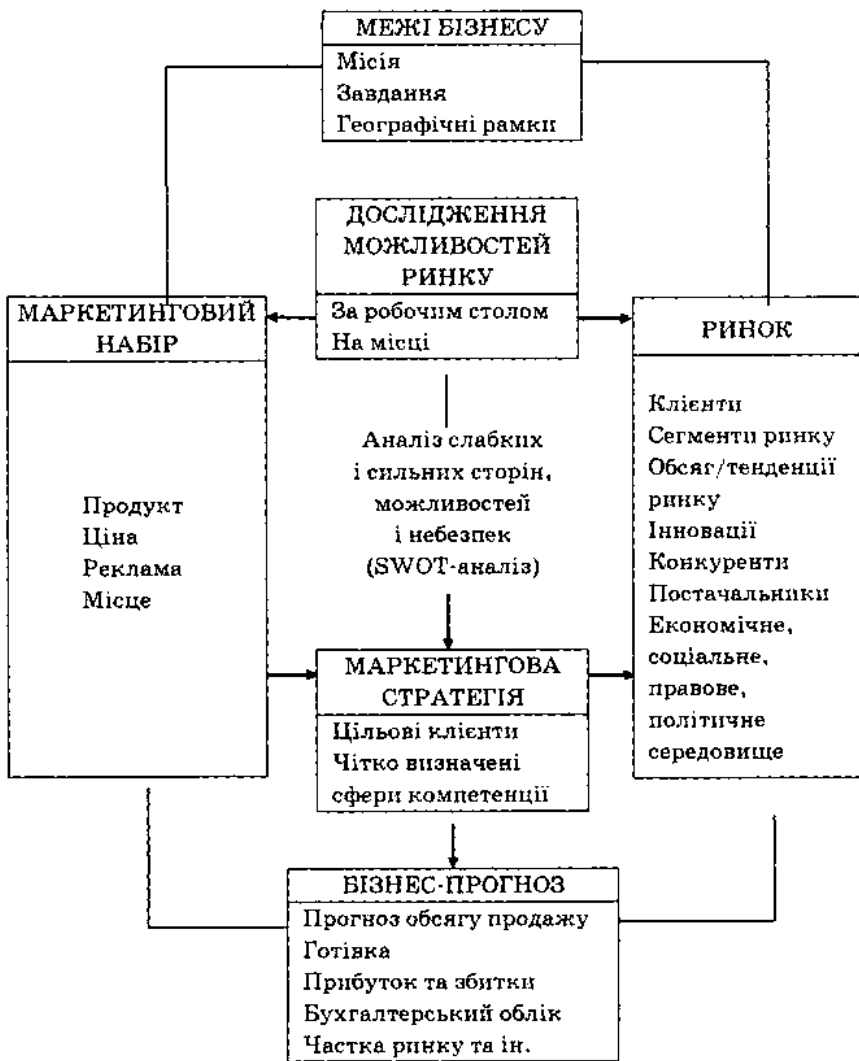 МЕЖІ БІЗНЕСУ
Місія
Завдання
Географічні рамки
ДОСЛІДЖЕННЯ
МОЖЛИВОСТЕЙ
РИНКУ
За робочим столом
На місці
МАРКЕТИНГОВИЙ
НАБІР
Продукт
Ціна
Реклама
Місце
Аналіз слабких
і сильних сторін,
можливостей
і небезпек
(SWOT-аналіз)
РИНОК
Клієнти
Сегменти ринку
Обсяг/тенденції
ринку
Інновації
Конкуренти
Постачальники
Економічне,
соціальне,
правове,
політичне
середовище
МАРКЕТИНГОВА
СТРАТЕГІЯ
Цільові клієнти
Чітко визначені
сфери компетенції
БІЗНЕС-ПРОГНОЗ
Прогноз обсягу продажу
Готівка
Прибуток та збитки
Бухгалтерський облік
Частка ринку та ін.